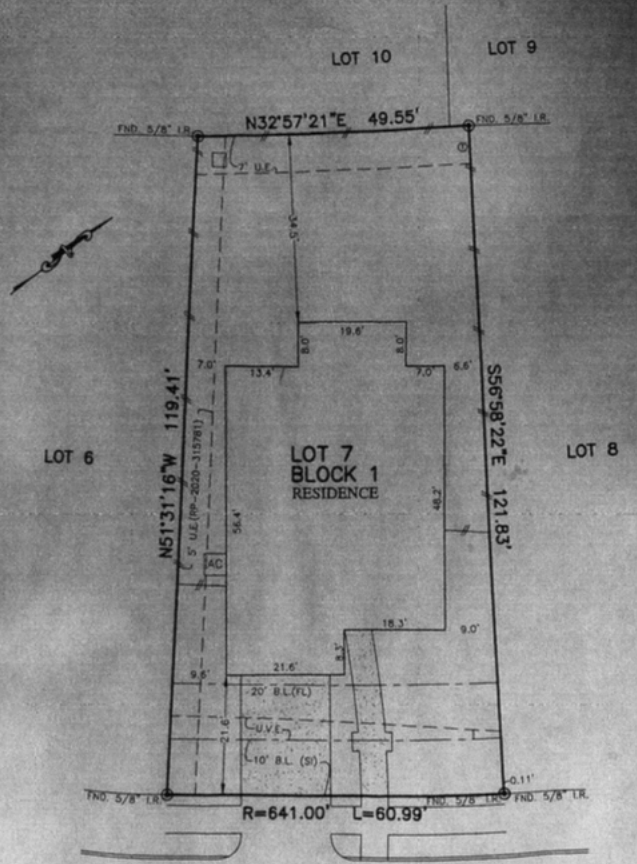 LOT 10
LOT 9
N32°57'21"E 49.55'
FND. 5/8" I.R.
FND. 5/8" I.R.
7' U.E.
34.5'
19.6'
8.0'
8.0'
7.0'
13.4'
7.0'
6.6'
N51°31'16"W 119.41'
S56°58'22"E 121.83'
LOT 6
LOT 7
BLOCK 1
RESIDENCE
LOT 8
5' U.E.(RP-2020-315781)
56.4'
48.2'
AC
18.3'
9.0'
8.3'
21.6'
9.6'
20' B.L.(FL)
21.6'
U.V.E.
10' B.L. (SI)
0.11'
FND. 5/8" I.R.
FND. 5/8" I.R.
FND. 5/8" I.R.
R=641.00' L=60.99'